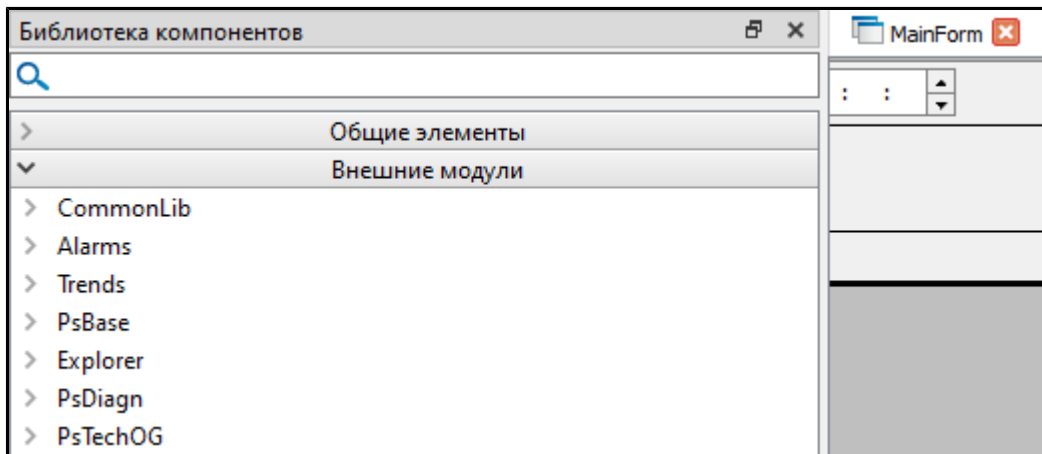 Библиотека компонентов
MainForm
: :
Общие элементы
Внешние модули
CommonLib
Alarms
Trends
PsBase
Explorer
PsDiagn
PsTechOG